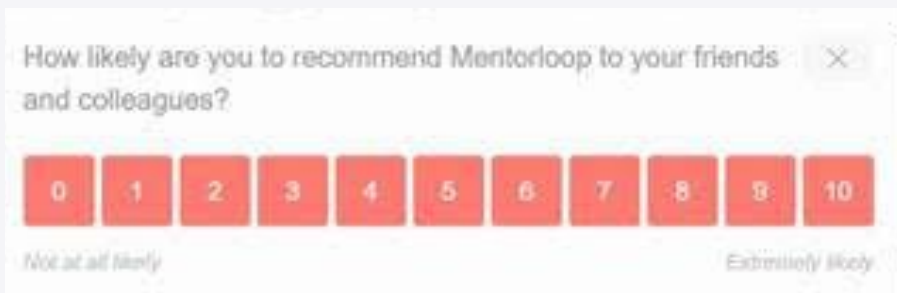 How likely are you to recommend Mentorloop to your friends
and colleagues?
0 1 2 3 4 5 6 7 8 9 10
Not at all likely Extremely likely